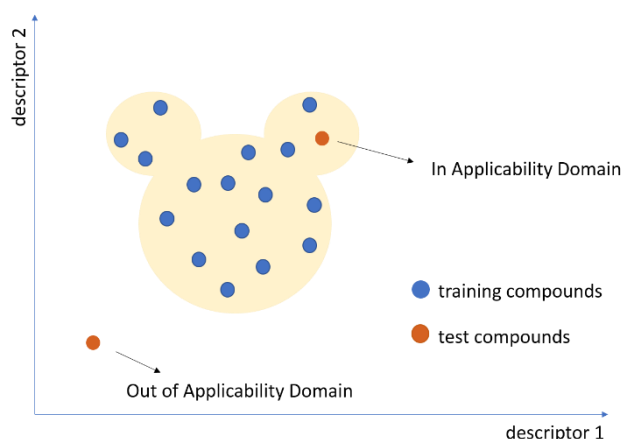 descriptor 2
In Applicability Domain
training compounds
test compounds
Out of Applicability Domain
descriptor 1